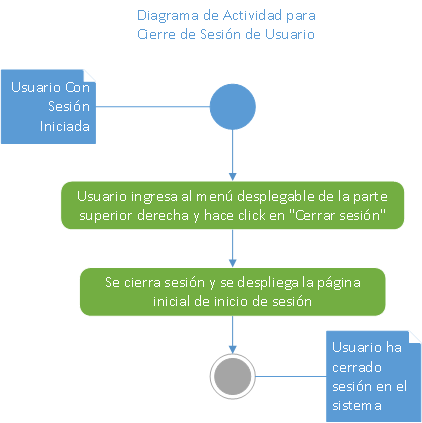 Diagrama de Actividad para
Cierre de Sesión de Usuario
Usuario Con
Sesión
Iniciada
Usuario ingresa al menú desplegable de la parte
superior derecha y hace click en "Cerrar sesión"
Se cierra sesión y se despliega la página
inicial de inicio de sesión
Usuario ha
cerrado
sesión en el
sistema